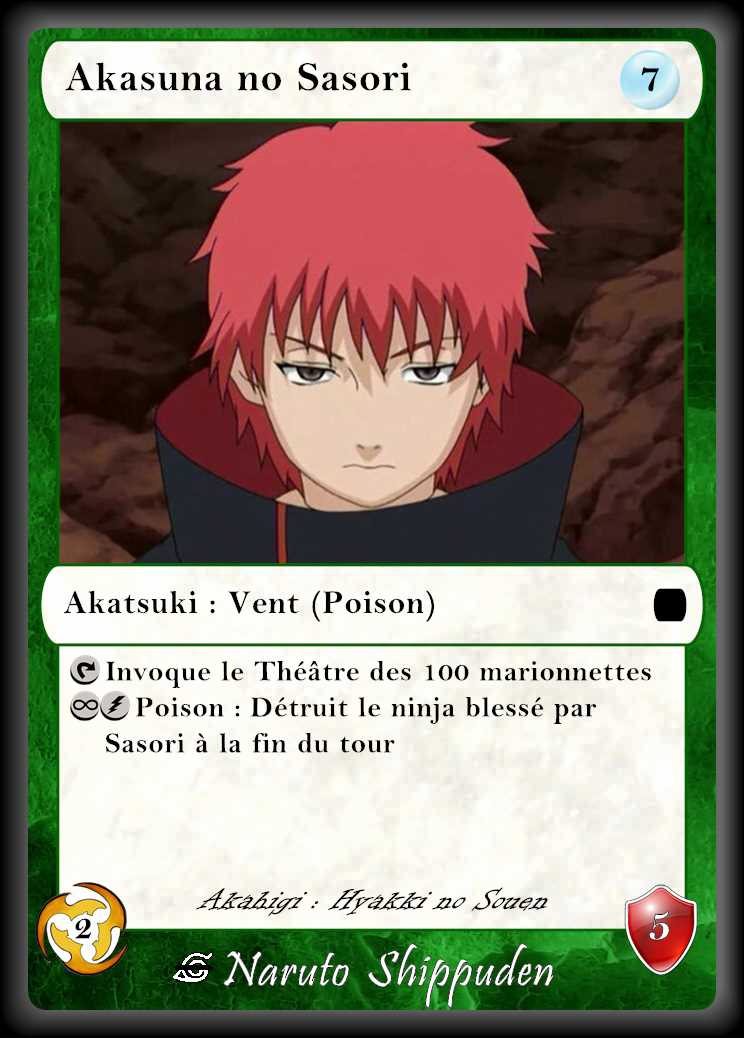 Akasuna no Sasori
7
Akatsuki : Vent (Poison)
Invoque le Théâtre des 100 marionnettes
Poison : Détruit le ninja blessé par
Sasori à la fin du tour
Akahigi : Hyakki no Souen
2
5
Naruto Shippuden